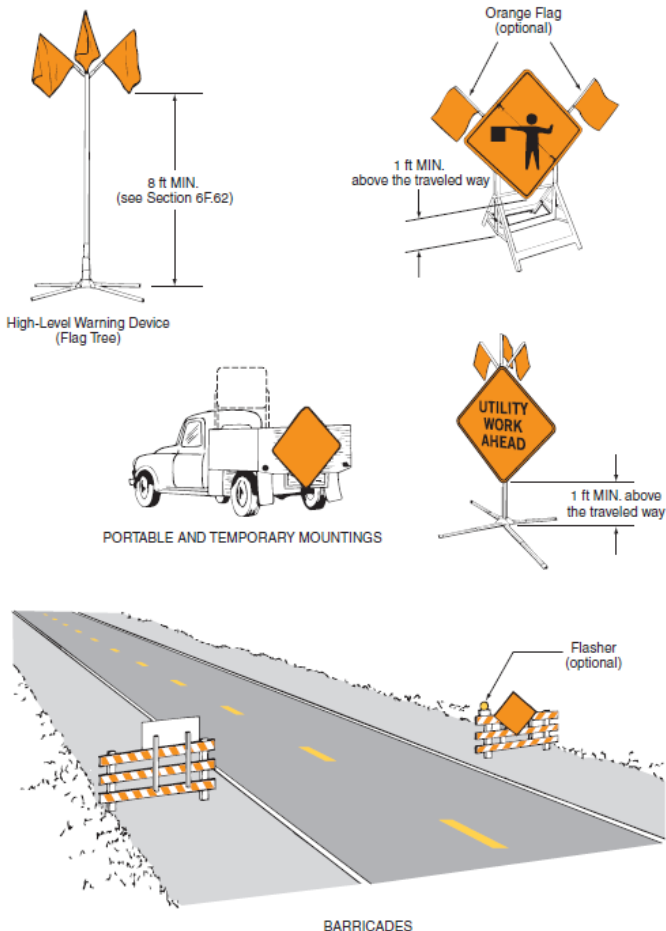 Orange Flag
(optional)
8 ft MIN.
(see Section 6F.62)
1 ft MIN.
above the traveled way
High-Level Warning Device
(Flag Tree)
UTILITY
WORK
AHEAD
1 ft MIN. above
the traveled way
PORTABLE AND TEMPORARY MOUNTINGS
Flasher
(optional)
BARRICADES